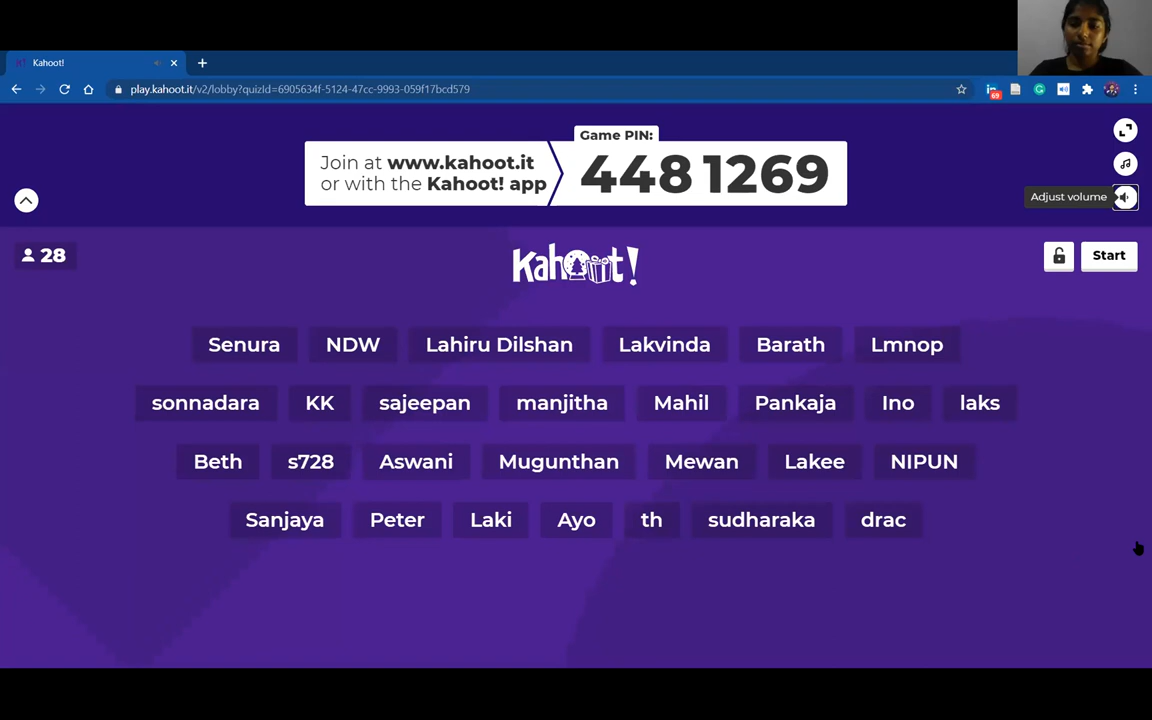 Kahoot!
play.kahoot.it/v2/lobby?quizId=6905634f-5124-47cc-9993-059f17bcd579
69
Game PIN:
Join at www.kahoot.it
or with the Kahoot! app
448 1269
Adjust volume
28
Kahoot!
Start
Senura NDW Lahiru Dilshan Lakvinda Barath Lmnop
sonnadara KK sajeepan manjitha Mahil Pankaja Ino laks
Beth s728 Aswani Mugunthan Mewan Lakee NIPUN
Sanjaya Peter Laki Ayo th sudharaka drac